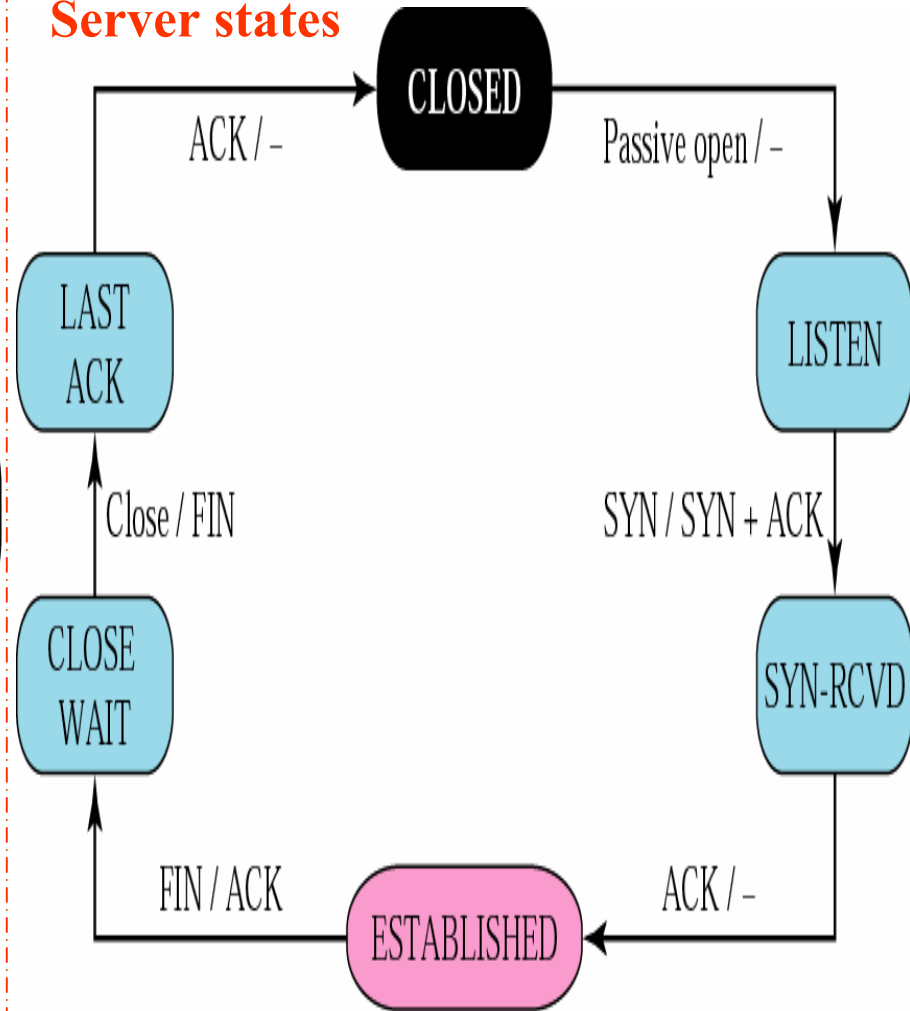 Server states
CLOSED
ACK / –
Passive open / –
LAST
ACK
LISTEN
Close / FIN
SYN / SYN + ACK
CLOSE
WAIT
SYN-RCVD
FIN / ACK
ACK / –
ESTABLISHED